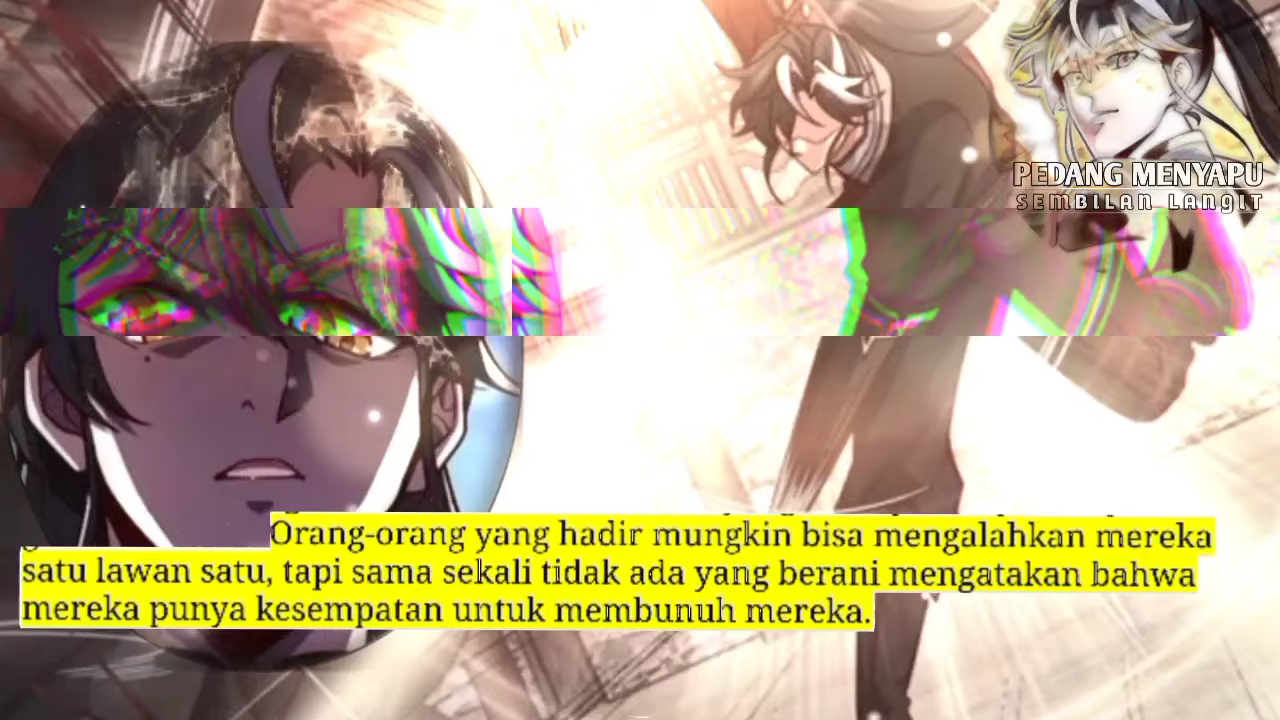 PEDANG MENYAPU
SEMBILAN LANGIT
Orang-orang yang hadir mungkin bisa mengalahkan mereka
satu lawan satu, tapi sama sekali tidak ada yang berani mengatakan bahwa
mereka punya kesempatan untuk membunuh mereka.